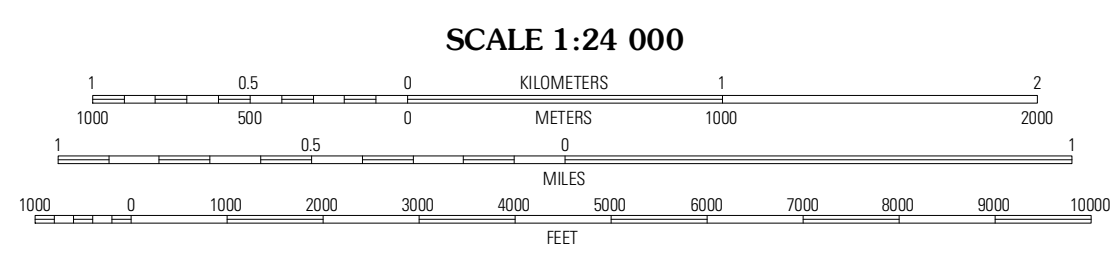 SCALE 1:24 000
1 0.5 0 KILOMETERS 1 2
1000 500 0 METERS 1000 2000
1 0.5 0 1
MILES
1000 0 1000 2000 3000 4000 5000 6000 7000 8000 9000 10000
FEET